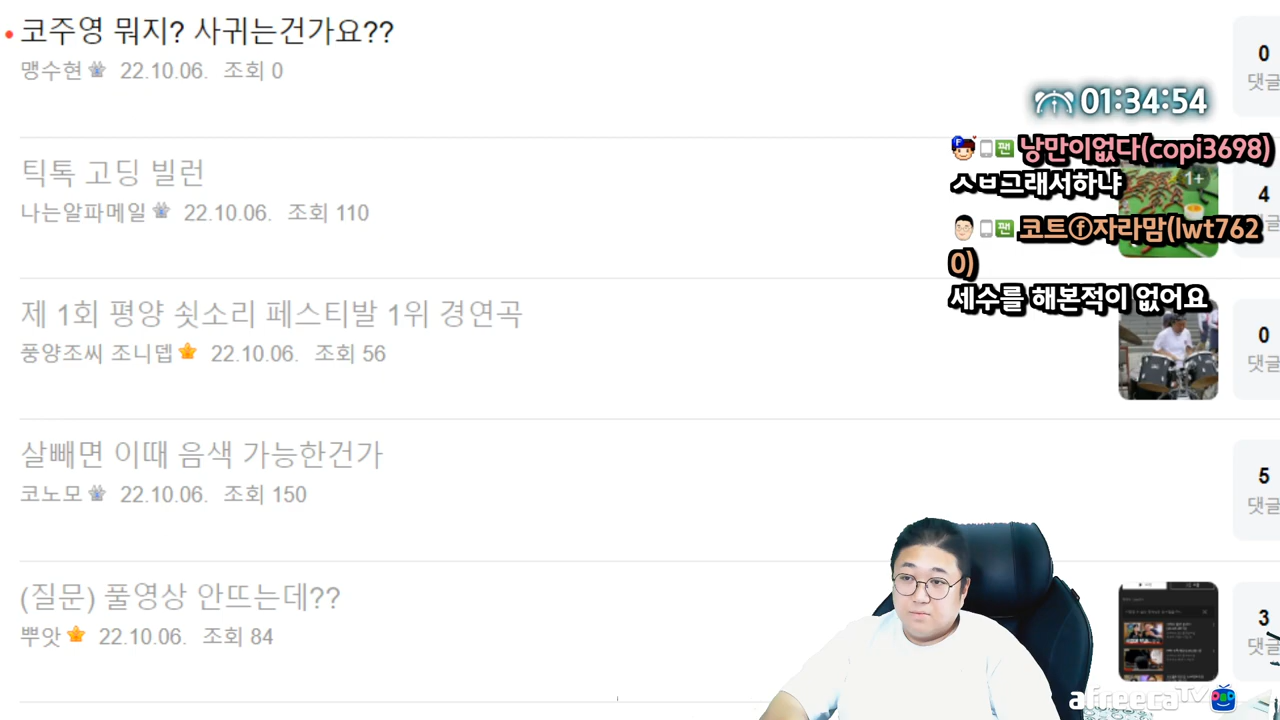 코주영 뭐지? 사귀는건가요??
맹수현 22.10.06. 조회 0
0
댓글
01:34:54
팬 낭만이없다(copi3698)
ㅅㅂ그래서하냐
틱톡 고딩 빌런
나는알파메일 22.10.06. 조회 110
1+
4
팬 코트ⓕ자라맘(lwt762
0)
세수를 해본적이 없어요
제 1회 평양 쇳소리 페스티발 1위 경연곡
풍양조씨 조니뎁 22.10.06. 조회 56
0
댓글
살빼면 이때 음색 가능한건가
코노모 22.10.06. 조회 150
5
댓글
(질문) 풀영상 안뜨는데??
뿌앗 22.10.06. 조회 84
3
댓글
afreecaTV